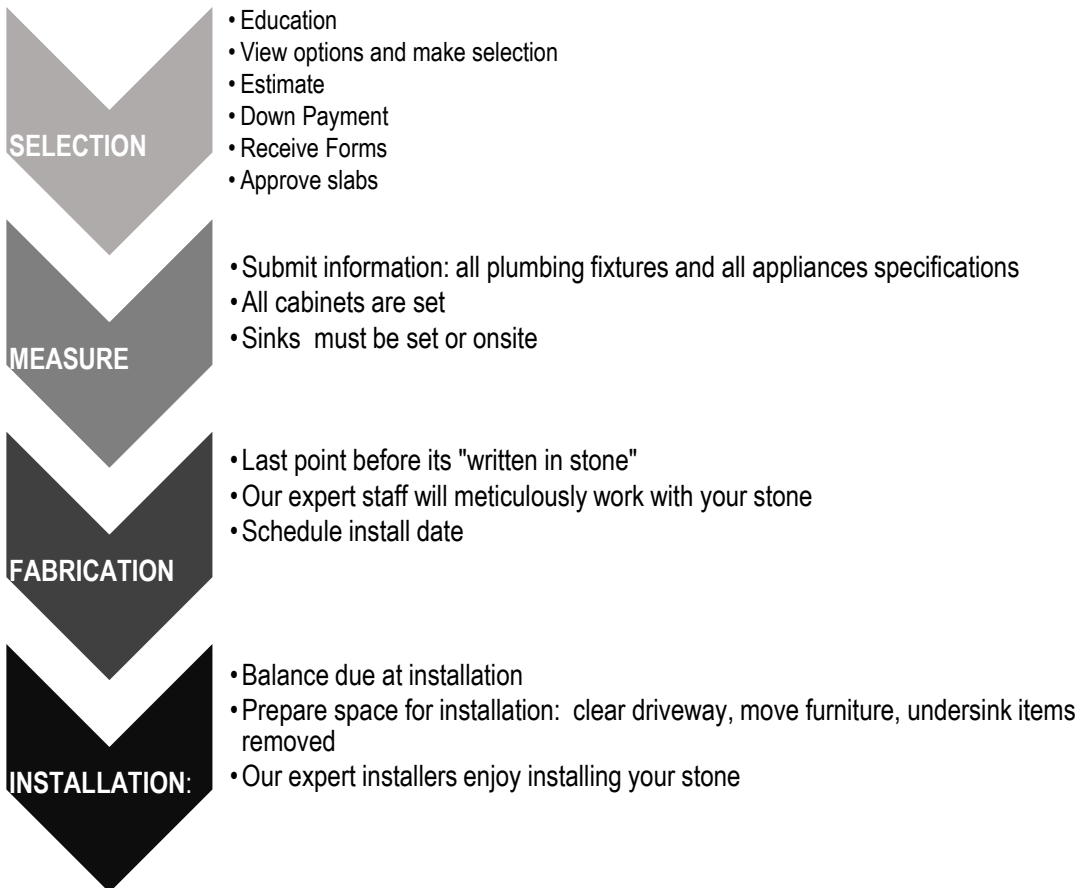 SELECTION
• Education
• View options and make selection
• Estimate
• Down Payment
• Receive Forms
• Approve slabs
MEASURE
• Submit information: all plumbing fixtures and all appliances specifications
• All cabinets are set
• Sinks  must be set or onsite
FABRICATION
• Last point before its "written in stone"
• Our expert staff will meticulously work with your stone
• Schedule install date
INSTALLATION:
• Balance due at installation
• Prepare space for installation:  clear driveway, move furniture, undersink items
removed
• Our expert installers enjoy installing your stone